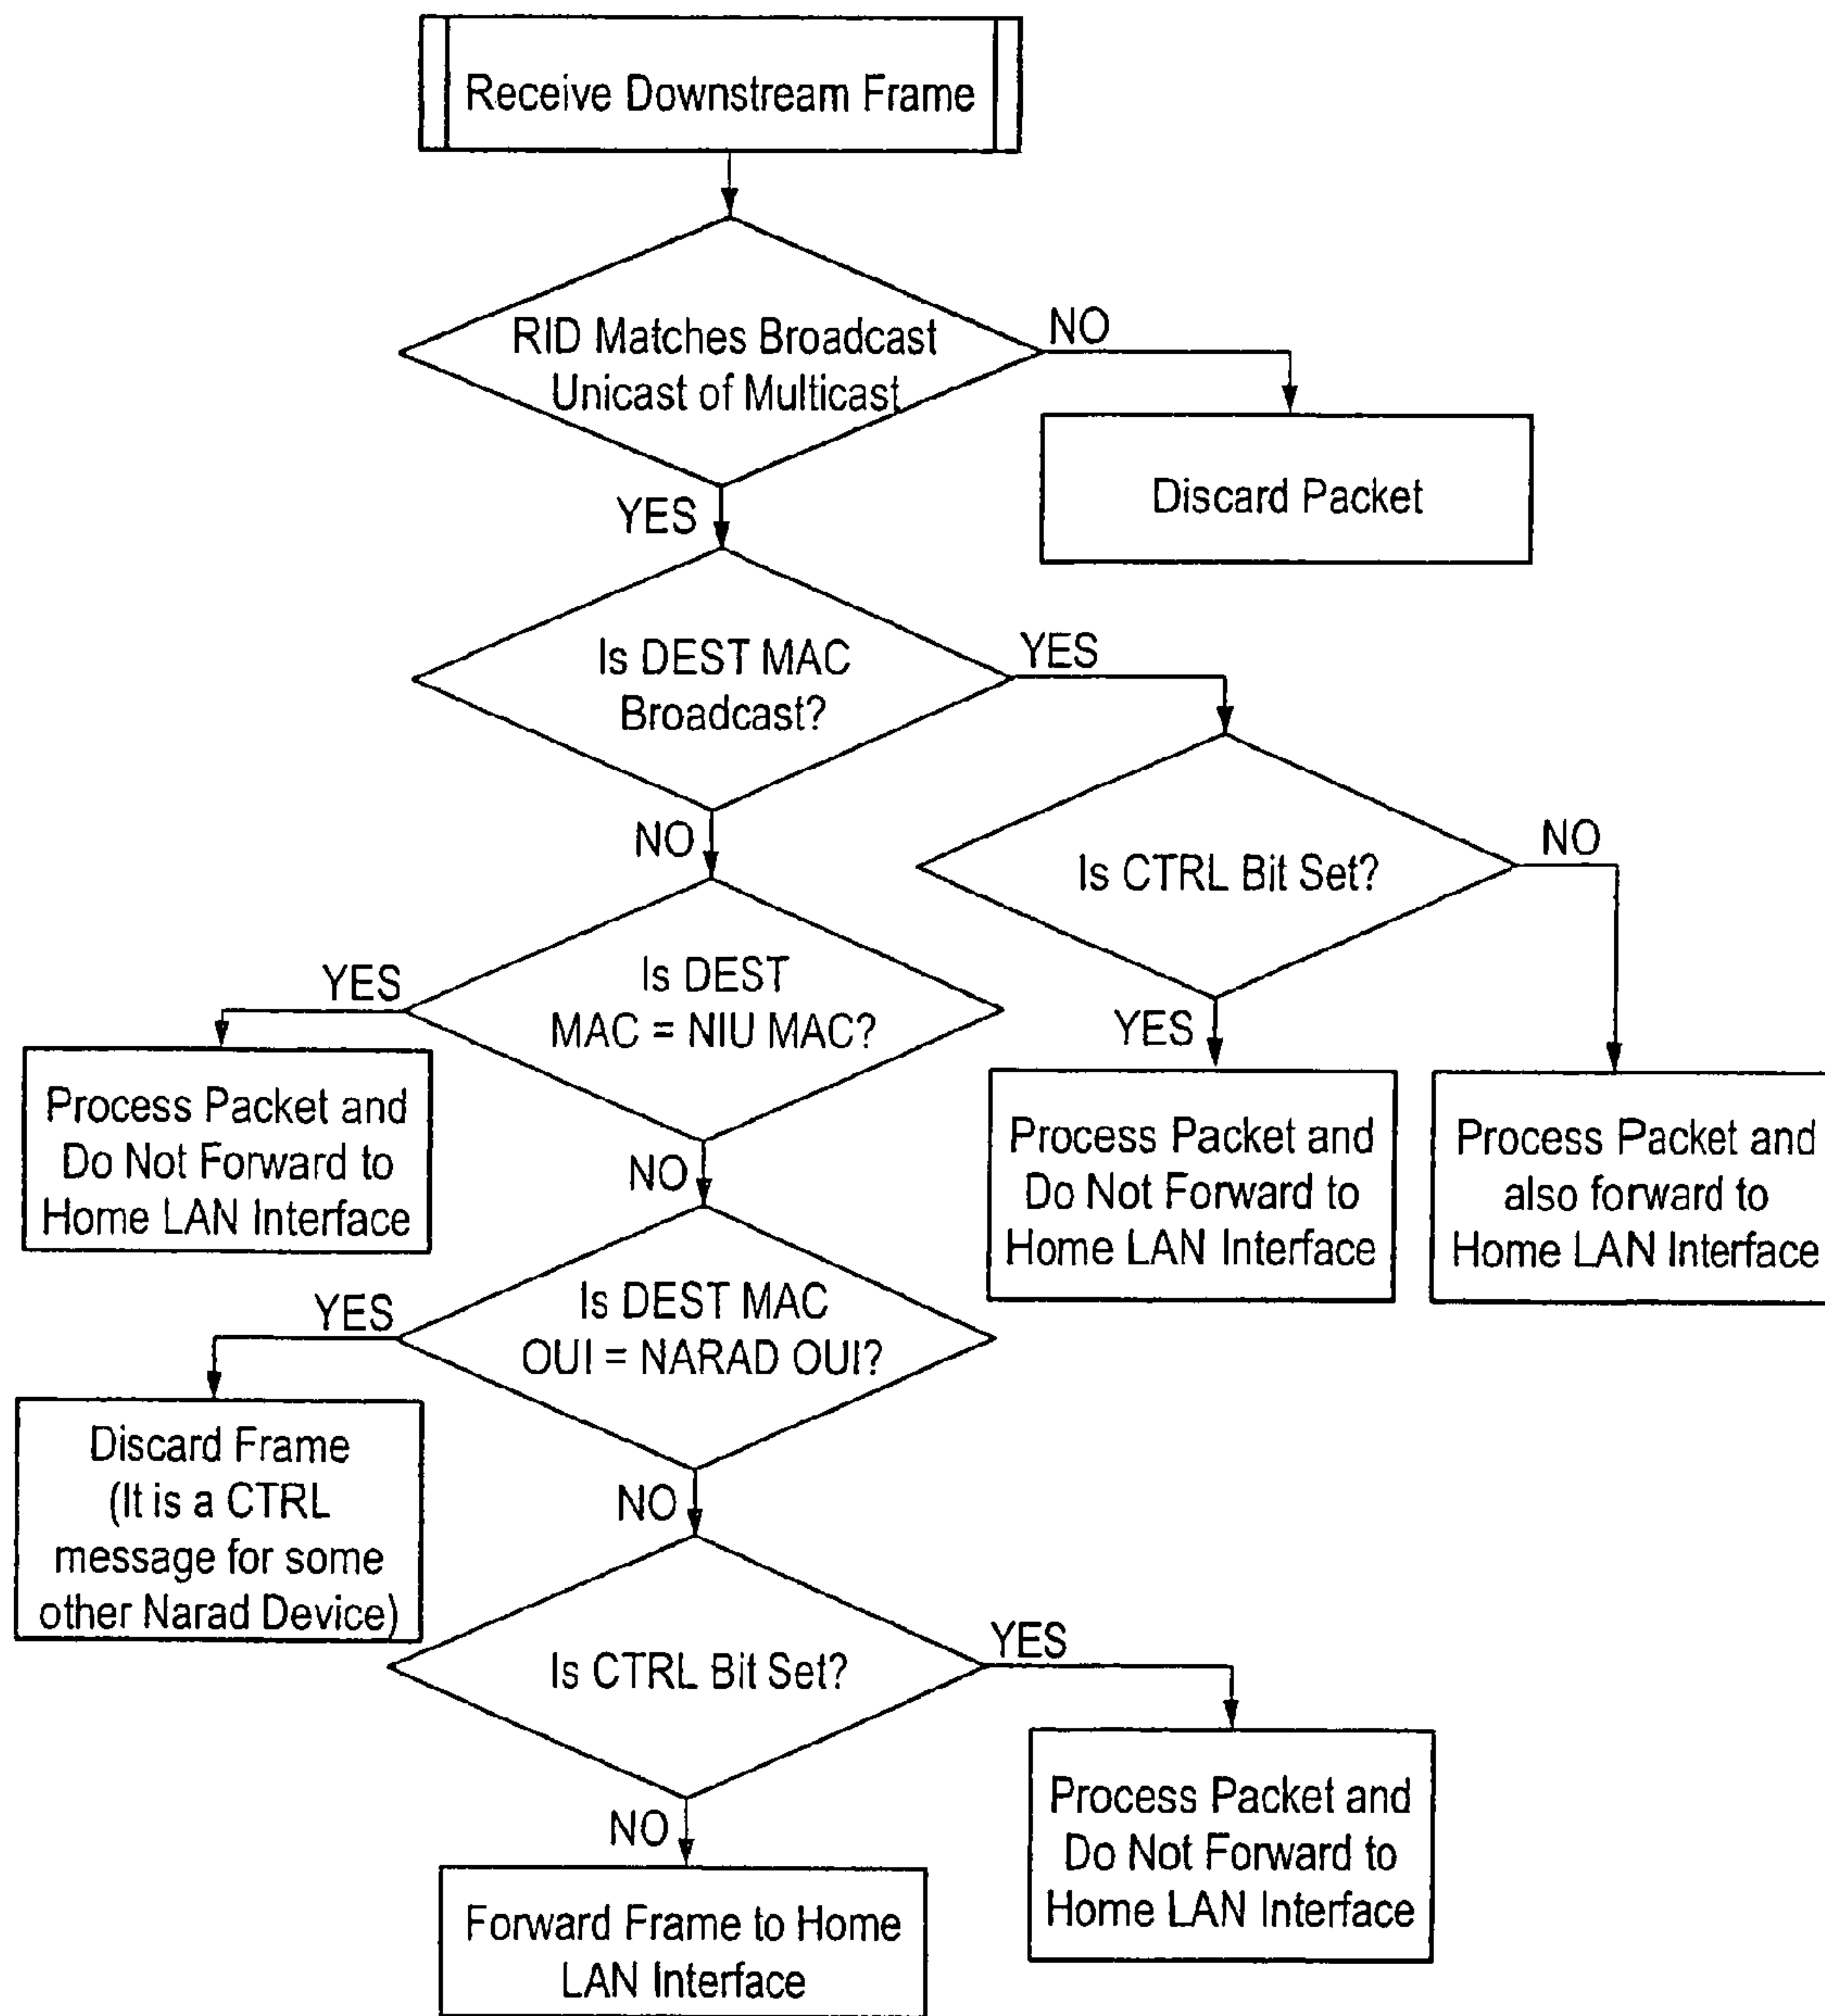 Receive Downstream Frame
RID Matches Broadcast
Unicast of Multicast
NO
Discard Packet
YES
Is DEST MAC
Broadcast?
YES
NO
Is CTRL Bit Set?
NO
YES
Process Packet and
Do Not Forward to
Home LAN Interface
Process Packet and
also forward to
Home LAN Interface
Is DEST
MAC = NIU MAC?
YES
Process Packet and
Do Not Forward to
Home LAN Interface
NO
Is DEST MAC
OUI = NARAD OUI?
YES
Discard Frame
(It is a CTRL
message for some
other Narad Device)
NO
Is CTRL Bit Set?
YES
Process Packet and
Do Not Forward to
Home LAN Interface
NO
Forward Frame to Home
LAN Interface